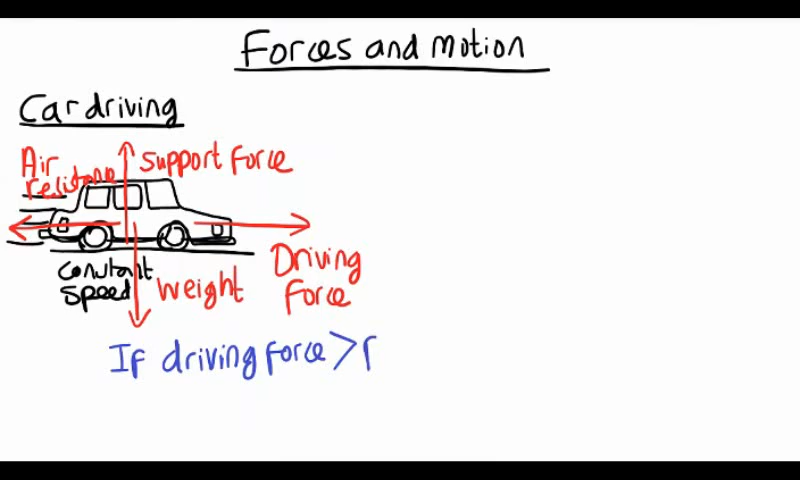 Forces and motion
Car driving
Air
resistance
support force
constant
speed
weight
Driving
force
If driving force > r